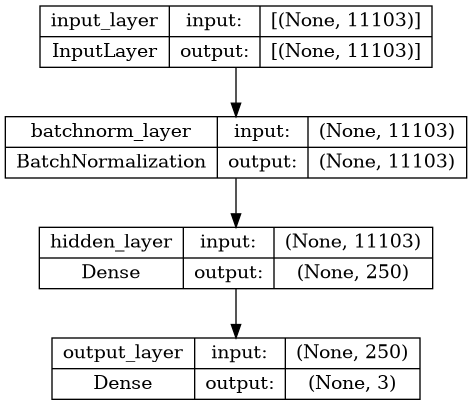 input_layer input: [(None, 11103)]
InputLayer output: [(None, 11103)]
batchnorm_layer input: (None, 11103)
BatchNormalization output: (None, 11103)
hidden_layer input: (None, 11103)
Dense output: (None, 250)
output_layer input: (None, 250)
Dense output: (None, 3)